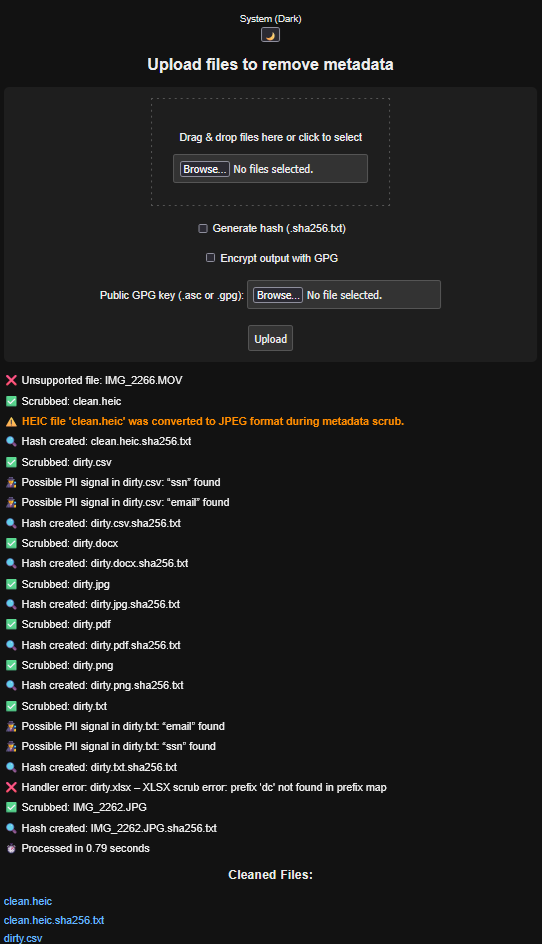 System (Dark)
Upload files to remove metadata
Drag & drop files here or click to select
Browse... No files selected.
Generate hash (.sha256.txt)
Encrypt output with GPG
Public GPG key (.asc or .gpg): Browse... No file selected.
Upload
❌ Unsupported file: IMG_2266.MOV
✅ Scrubbed: clean.heic
⚠️ HEIC file 'clean.heic' was converted to JPEG format during metadata scrub.
🔍 Hash created: clean.heic.sha256.txt
✅ Scrubbed: dirty.csv
🕵️ Possible PII signal in dirty.csv: “ssn” found
🕵️ Possible PII signal in dirty.csv: “email” found
🔍 Hash created: dirty.csv.sha256.txt
✅ Scrubbed: dirty.docx
🔍 Hash created: dirty.docx.sha256.txt
✅ Scrubbed: dirty.jpg
🔍 Hash created: dirty.jpg.sha256.txt
✅ Scrubbed: dirty.pdf
🔍 Hash created: dirty.pdf.sha256.txt
✅ Scrubbed: dirty.png
🔍 Hash created: dirty.png.sha256.txt
✅ Scrubbed: dirty.txt
🕵️ Possible PII signal in dirty.txt: “email” found
🕵️ Possible PII signal in dirty.txt: “ssn” found
🔍 Hash created: dirty.txt.sha256.txt
❌ Handler error: dirty.xlsx – XLSX scrub error: prefix 'dc' not found in prefix map
✅ Scrubbed: IMG_2262.JPG
🔍 Hash created: IMG_2262.JPG.sha256.txt
⏰ Processed in 0.79 seconds
Cleaned Files:
clean.heic
clean.heic.sha256.txt
dirty.csv